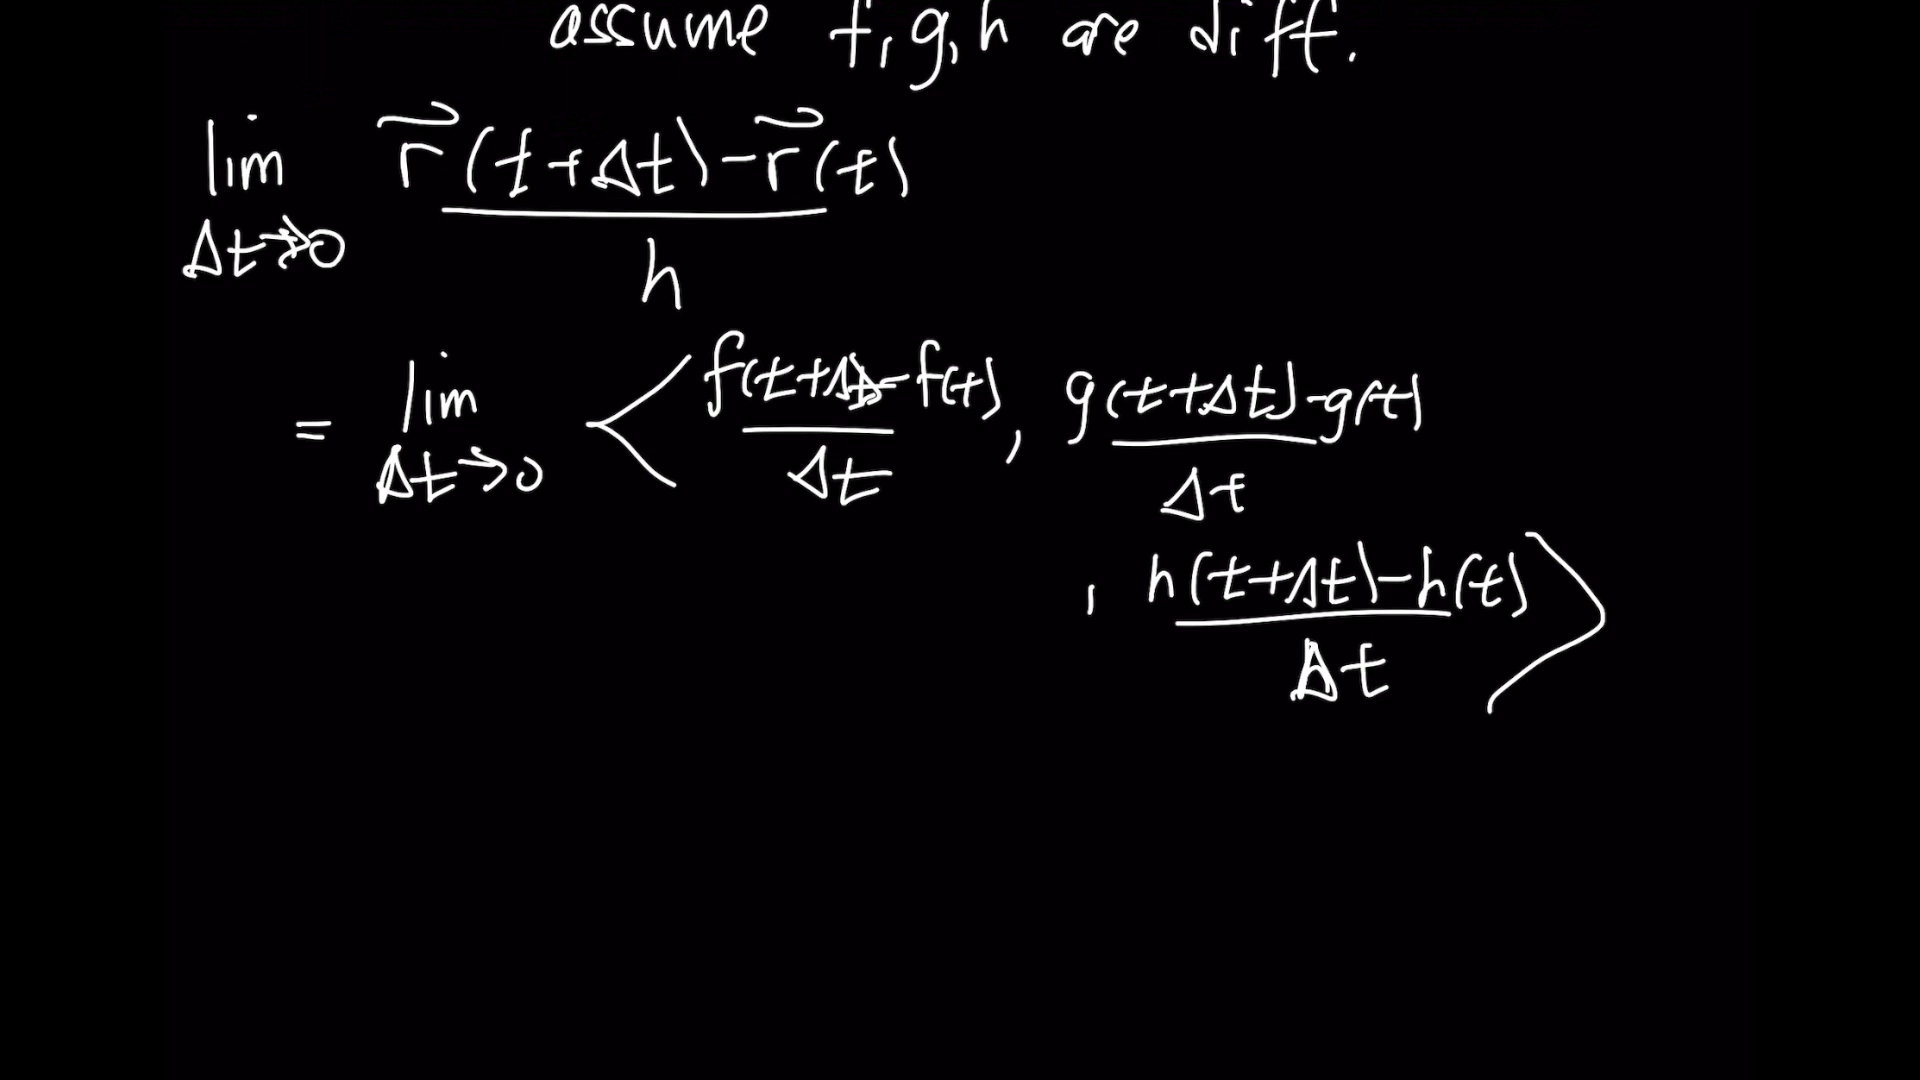 assume f, g, h are diff.
lim r⃗(t+Δt)-r⃗(t)
Δt→0 h
= lim < f(t+Δt)-f(t), g(t+Δt)-g(t)
Δt→0 Δt Δt
, h(t+Δt)-h(t) >
Δt